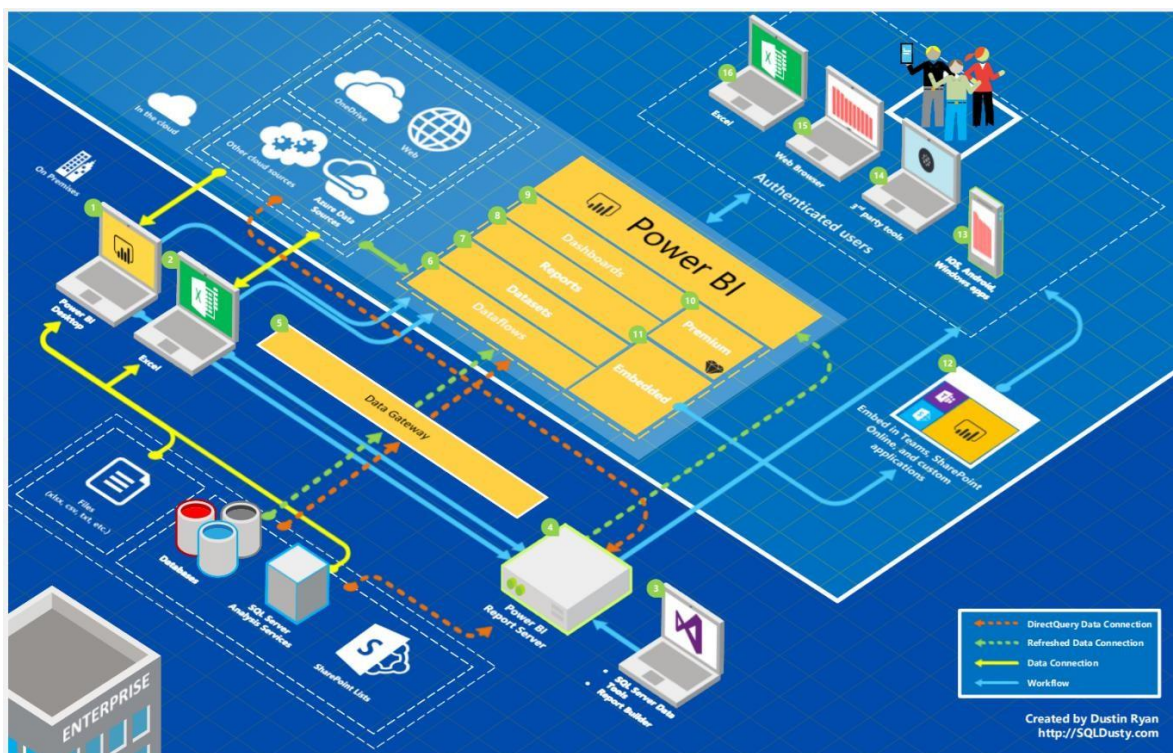 In the cloud
On Premises
OneDrive
Web
Other cloud sources
Azure Data
Sources
1
Power BI
Desktop
2
Excel
16
Excel
15
Web Browser
14
3rd party tools
13
iOS, Android,
Windows apps
Authenticated users
Power BI
9
Dashboards
8
Reports
7
Datasets
6
Dataflows
10
Premium
11
Embedded
5
Data Gateway
12
Embed in Teams, SharePoint
Online, and custom
applications
Files
(xlsx, csv, txt, etc.)
Databases
SQL Server
Analysis Services
S
SharePoint Lists
4
Power BI
Report Server
3
• SQL Server Data
Tools
• Report Builder
ENTERPRISE
DirectQuery Data Connection
Refreshed Data Connection
Data Connection
Workflow
Created by Dustin Ryan
http://SQLDusty.com